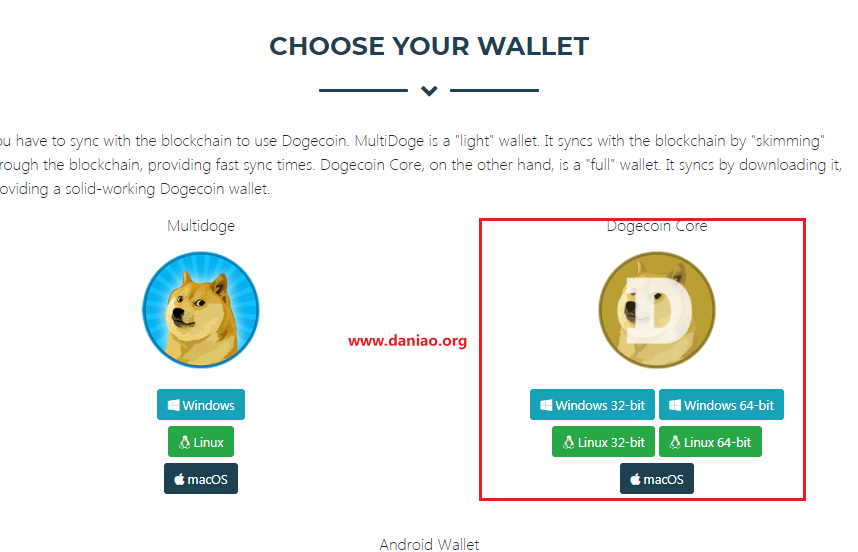 CHOOSE YOUR WALLET
ou have to sync with the blockchain to use Dogecoin. MultiDoge is a "light" wallet. It syncs with the blockchain by "skimming"
rough the blockchain, providing fast sync times. Dogecoin Core, on the other hand, is a "full" wallet. It syncs by downloading it,
oviding a solid-working Dogecoin wallet.
Multidoge
Dogecoin Core
D
www.daniao.org
Windows
Windows 32-bit
Windows 64-bit
Linux
Linux 32-bit
Linux 64-bit
macOS
macOS
Android Wallet